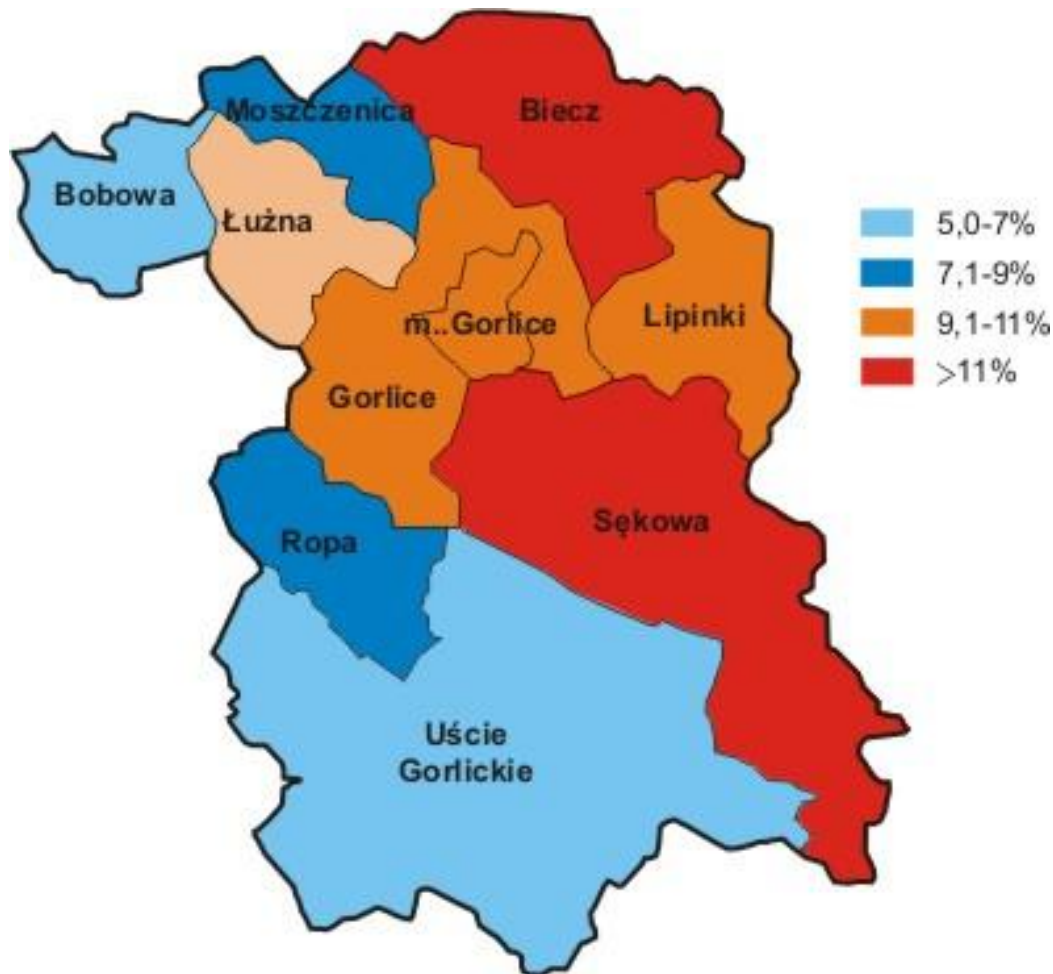 Moszczenica
Biecz
Bobowa
Łużna
m..Gorlice
Lipinki
Gorlice
Ropa
Sękowa
Uście
Gorlickie
5,0-7%
7,1-9%
9,1-11%
>11%